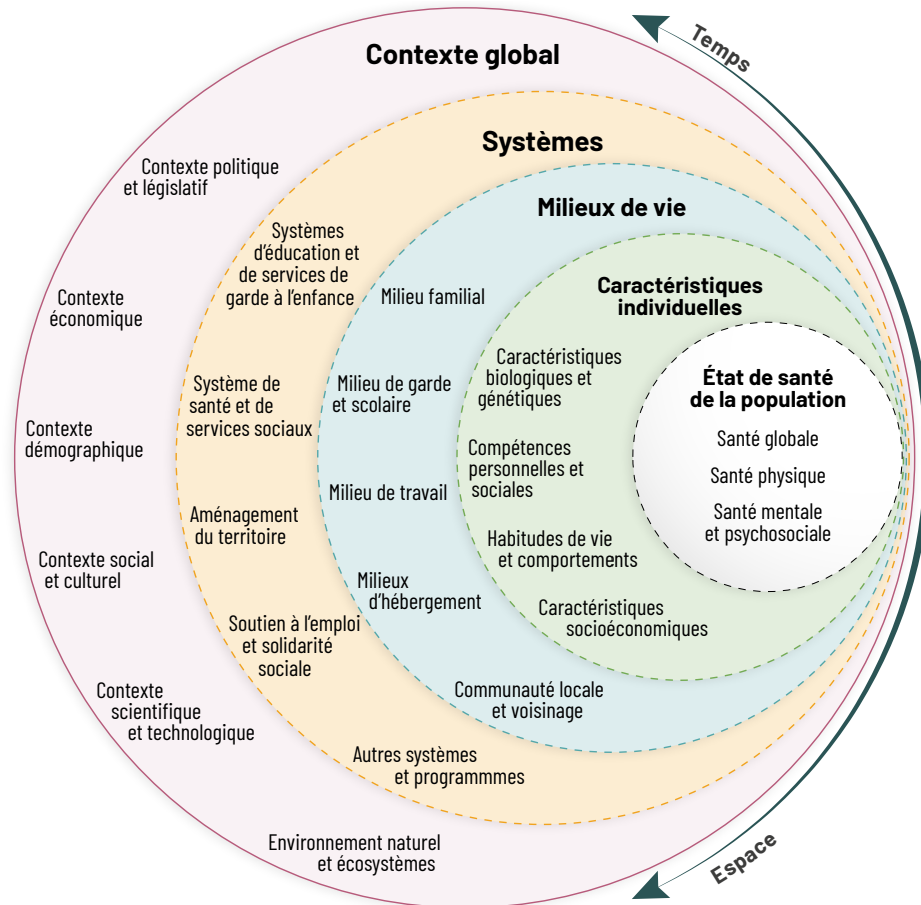 Temps
Contexte global
Systèmes
Milieux de vie
Caractéristiques
individuelles
État de santé
de la population
Santé globale
Santé physique
Santé mentale
et psychosociale
Contexte politique
et législatif
Contexte
économique
Contexte
démographique
Contexte social
et culturel
Contexte
scientifique
et technologique
Environnement naturel
et écosystèmes
Systèmes
d'éducation et
de services de
garde à l'enfance
Système de
santé et de
services sociaux
Aménagement
du territoire
Soutien à l'emploi
et solidarité
sociale
Autres systèmes
et programmmes
Milieu familial
Milieu de garde
et scolaire
Milieu de travail
Milieux
d'hébergement
Communauté locale
et voisinage
Caractéristiques
biologiques et
génétiques
Compétences
personnelles et
sociales
Habitudes de vie
et comportements
Caractéristiques
socioéconomiques
Espace